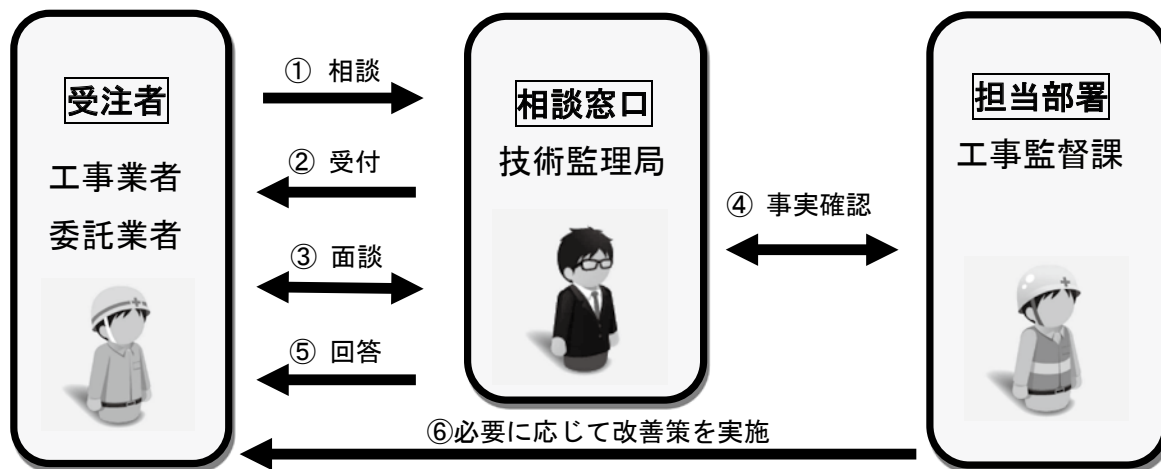 受注者
工事業者
委託業者
① 相談
② 受付
③ 面談
⑤ 回答
相談窓口
技術監理局
④ 事実確認
担当部署
工事監督課
⑥必要に応じて改善策を実施